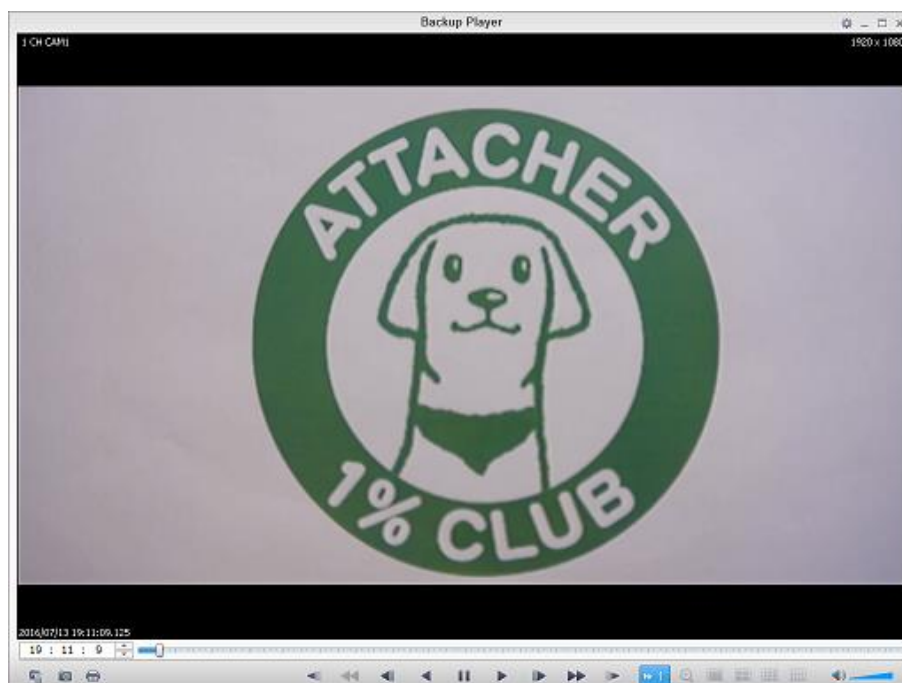 Backup Player
1 CH CAM1
1920 x 1080
ATTACHER
1% CLUB
2016/07/13 19:11:09.125
19 : 11 : 9